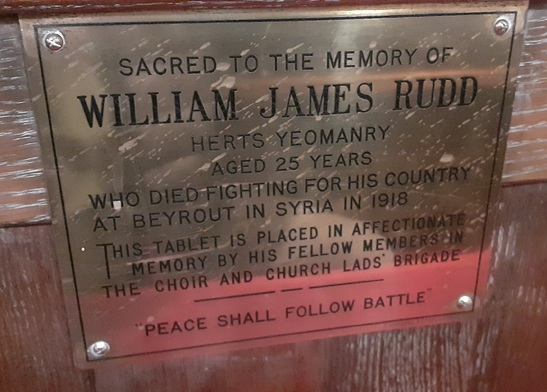 SACRED TO THE MEMORY OF
WILLIAM JAMES RUDD
HERTS YEOMANRY
AGED 25 YEARS
WHO DIED FIGHTING FOR HIS COUNTRY
AT BEYROUT IN SYRIA IN 1918
THIS TABLET IS PLACED IN AFFECTIONATE
MEMORY BY HIS FELLOW MEMBERS IN
THE CHOIR AND CHURCH LADS' BRIGADE
"PEACE SHALL FOLLOW BATTLE"